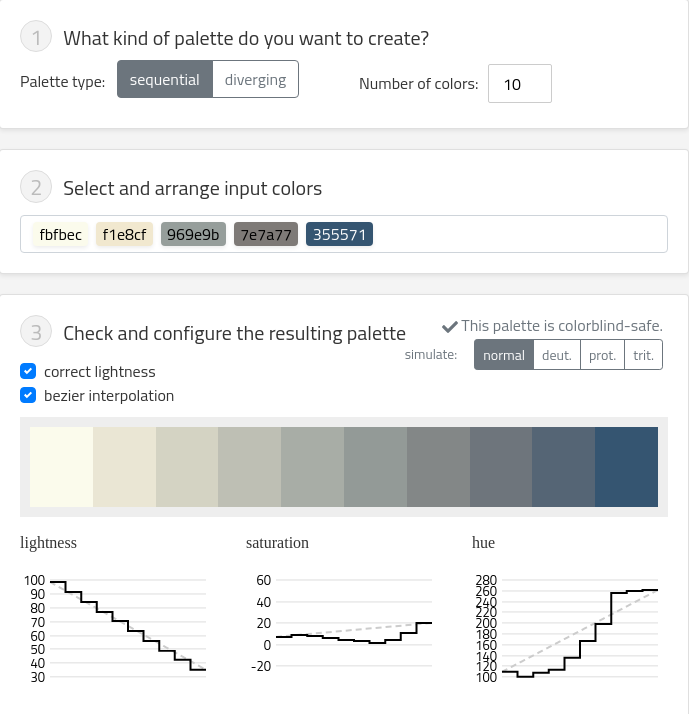 1 What kind of palette do you want to create?
Palette type: sequential diverging Number of colors: 10
2 Select and arrange input colors
fbfbec f1e8cf 969e9b 7e7a77 355571
3 Check and configure the resulting palette
This palette is colorblind-safe.
simulate: normal deut. prot. trit.
correct lightness
bezier interpolation
lightness saturation hue
100
90
80
70
60
50
40
30
60
40
20
0
-20
280
260
240
220
200
180
160
140
120
100